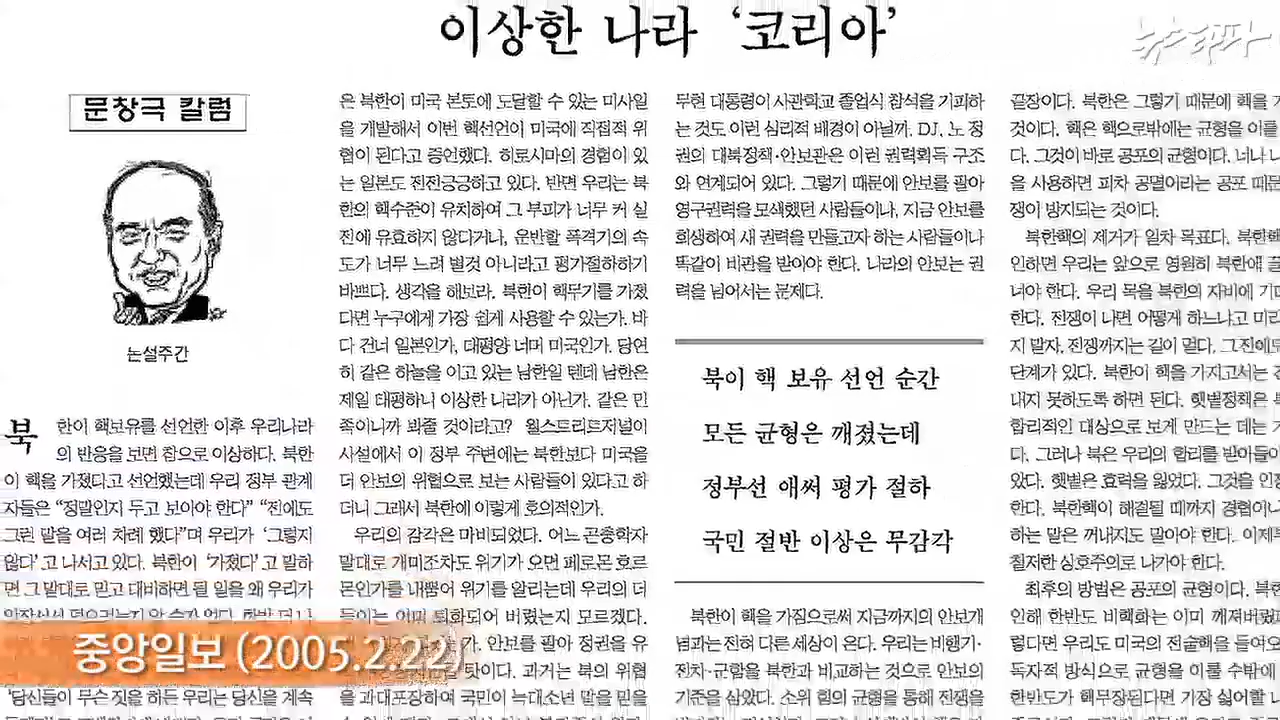 이상한 나라 ‘코리아’
뉴스타파
문창극 칼럼
논설주간
북
한이 핵보유를 선언한 이후 우리나라
의 반응을 보면 참으로 이상하다. 북한
이 핵을 가졌다고 선언했는데 우리 정부 관계
자들은 “정말인지 두고 보아야 한다” “전에도
그런 말을 여러 차례 했다”며 우리가 ‘그렇지
않다’고 나서고 있다. 북한이 ‘가졌다’고 말하
면 그 말대로 믿고 대비하면 될 일을 왜 우리가
당신들이 무슨 짓을 하든 우리는 당신을 계속
은 북한이 미국 본토에 도달할 수 있는 미사일
을 개발해서 이번 핵선언이 미국에 직접적 위
협이 된다고 증언했다. 히로시마의 경험이 있
는 일본도 전전긍긍하고 있다. 반면 우리는 북
한의 핵수준이 유치하여 그 부피가 너무 커 실
전에 유효하지 않다거나, 운반할 폭격기의 속
도가 너무 느려 별것 아니라고 평가절하하기
바쁘다. 생각을 해보라. 북한이 핵무기를 가졌
다면 누구에게 가장 쉽게 사용할 수 있는가. 바
다 건너 일본인가, 태평양 너머 미국인가. 당연
히 같은 하늘을 이고 있는 남한일 텐데 남한은
제일 태평하니 이상한 나라가 아닌가. 같은 민
족이니까 봐줄 것이라고? 월스트리트저널이
사설에서 이 정부 주변에는 북한보다 미국을
더 안보의 위협으로 보는 사람들이 있다고 하
더니 그래서 북한에 이렇게 호의적인가.
우리의 감각은 마비되었다. 어느 곤충학자
말대로 개미조차도 위기가 오면 페로몬 호르
몬인가를 내뿜어 위기를 알리는데 우리의 더
듬이는 이미 퇴화되어 버렸는지 모르겠다.
가. 안보를 팔아 정권을 유
탓이다. 과거는 북의 위협
을 과대포장하여 국민이 늑대소년 말을 믿을
무현 대통령이 사관학교 졸업식 참석을 기피하
는 것도 이런 심리적 배경이 아닐까. DJ, 노 정
권의 대북정책·안보관은 이런 권력획득 구조
와 연계되어 있다. 그렇기 때문에 안보를 팔아
영구권력을 모색했던 사람들이나, 지금 안보를
희생하여 새 권력을 만들고자 하는 사람들이나
똑같이 비판을 받아야 한다. 나라의 안보는 권
력을 넘어서는 문제다.
북이 핵 보유 선언 순간
모든 균형은 깨졌는데
정부선 애써 평가 절하
국민 절반 이상은 무감각
북한이 핵을 가짐으로써 지금까지의 안보개
념과는 전혀 다른 세상이 온다. 우리는 비행기·
전차·군함을 북한과 비교하는 것으로 안보의
기준을 삼았다. 소위 힘의 균형을 통해 전쟁을
끝장이다. 북한은 그렇기 때문에 핵을
것이다. 핵은 핵으로밖에는 균형을 이룰
다. 그것이 바로 공포의 균형이다. 너나
을 사용하면 피차 공멸이라는 공포 때문
쟁이 방지되는 것이다.
북한핵의 제거가 일차 목표다. 북한핵
인하면 우리는 앞으로 영원히 북한에
너야 한다. 우리 목을 북한의 자비에
한다. 전쟁이 나면 어떻게 하느냐고 미리
지 말자. 전쟁까지는 길이 멀다. 그 전에
단계가 있다. 북한이 핵을 가지고서는
내지 못하도록 하면 된다. 햇볕정책은
합리적인 대상으로 보게 만드는 데는
다. 그러나 북은 우리의 합리를 받아들이
았다. 햇볕은 효력을 잃었다. 그것을
한다. 북한핵이 해결될 때까지 경협이니
하는 말은 꺼내지도 말아야 한다. 이제
철저한 상호주의로 나가야 한다.
최후의 방법은 공포의 균형이다.
인해 한반도 비핵화는 이미 깨져버렸
렇다면 우리도 미국의 전술핵을 들여오
독자적 방식으로 균형을 이룰 수밖에
한반도가 핵무장된다면 가장 싫어할
중앙일보 (2005.2.22)